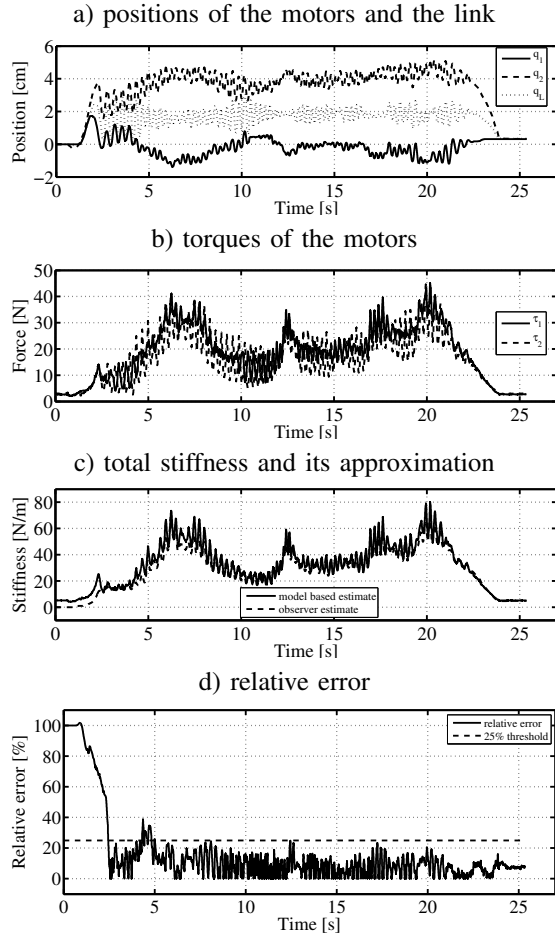 a) positions of the motors and the link
6
4
2
0
−2
Position [cm]
0 5 10 15 20 25
Time [s]
q1
q2
qL
b) torques of the motors
50
40
30
20
10
0
Force [N]
0 5 10 15 20 25
Time [s]
τ1
τ2
c) total stiffness and its approximation
80
60
40
20
0
Stiffness [N/m]
0 5 10 15 20 25
Time [s]
model based estimate
observer estimate
d) relative error
100
80
60
40
20
0
Relative error [%]
0 5 10 15 20 25
Time [s]
relative error
25% threshold